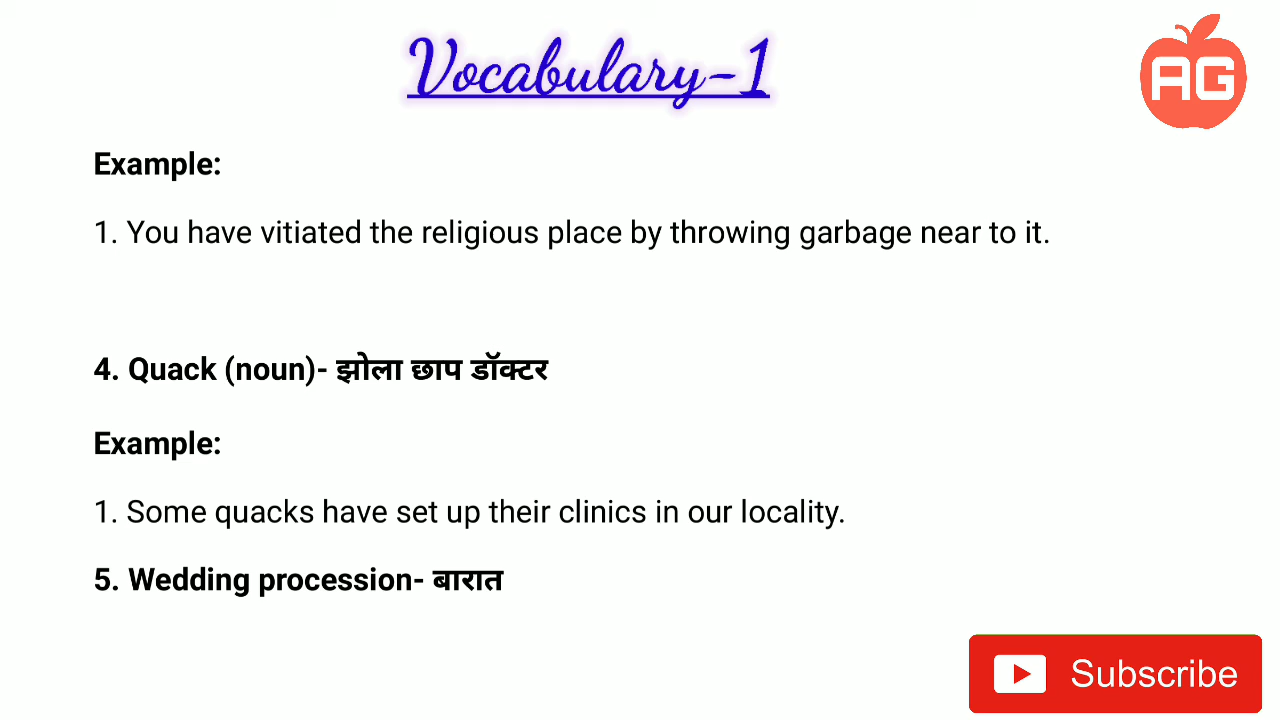 Vocabulary-1
AG
Example:
1. You have vitiated the religious place by throwing garbage near to it.
4. Quack (noun)- झोला छाप डॉक्टर
Example:
1. Some quacks have set up their clinics in our locality.
5. Wedding procession- बारात
Subscribe